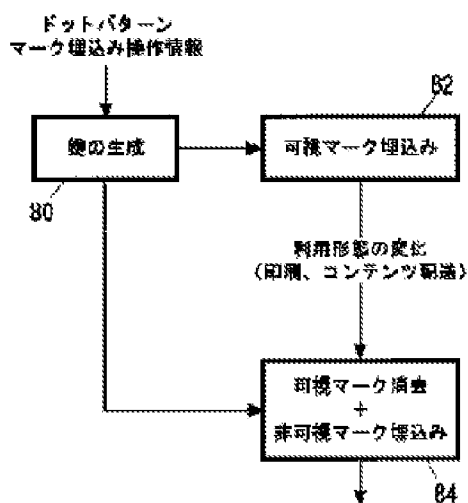 ドットパターン
マーク埋込み操作情報
鍵の生成
80
82
可視マーク埋込み
利用形態の変化
(印刷、コンテンツ配送)
可視マーク消去
+
非可視マーク埋込み
84